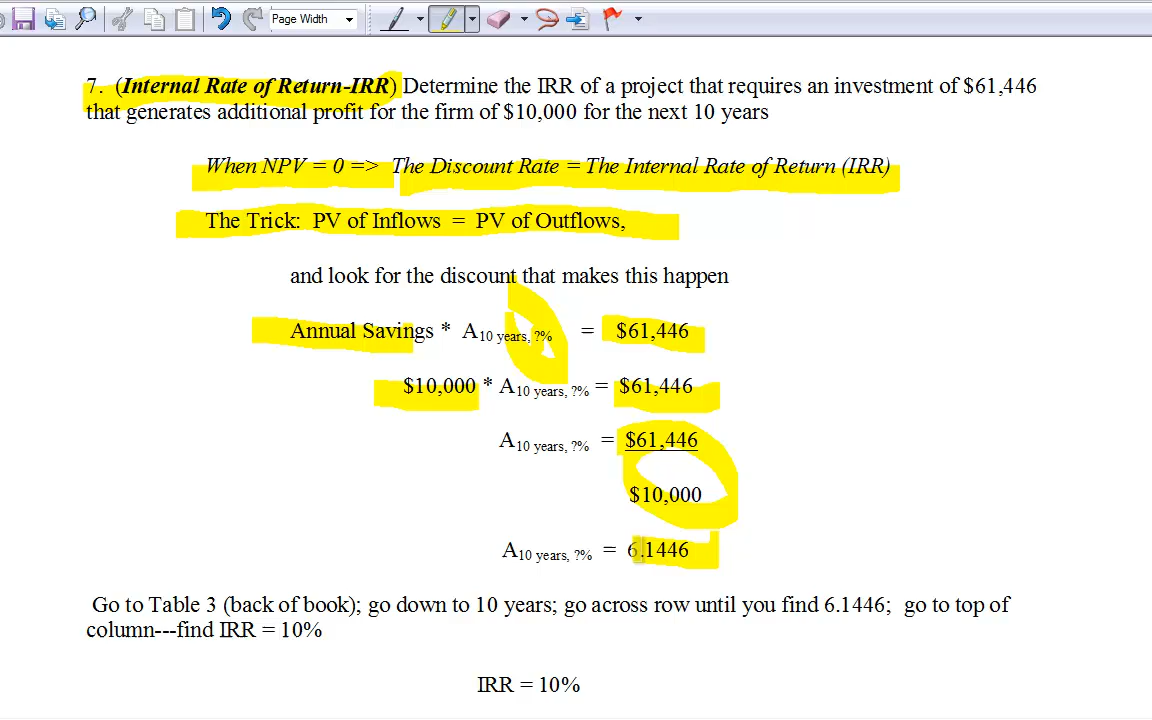 Page Width
7. (Internal Rate of Return-IRR) Determine the IRR of a project that requires an investment of $61,446
that generates additional profit for the firm of $10,000 for the next 10 years
When NPV = 0 => The Discount Rate = The Internal Rate of Return (IRR)
The Trick: PV of Inflows = PV of Outflows,
and look for the discount that makes this happen
Annual Savings * A10 years, ?% = $61,446
$10,000 * A10 years, ?% = $61,446
A10 years, ?% = $61,446
$10,000
A10 years, ?% = 6.1446
Go to Table 3 (back of book); go down to 10 years; go across row until you find 6.1446; go to top of
column---find IRR = 10%
IRR = 10%